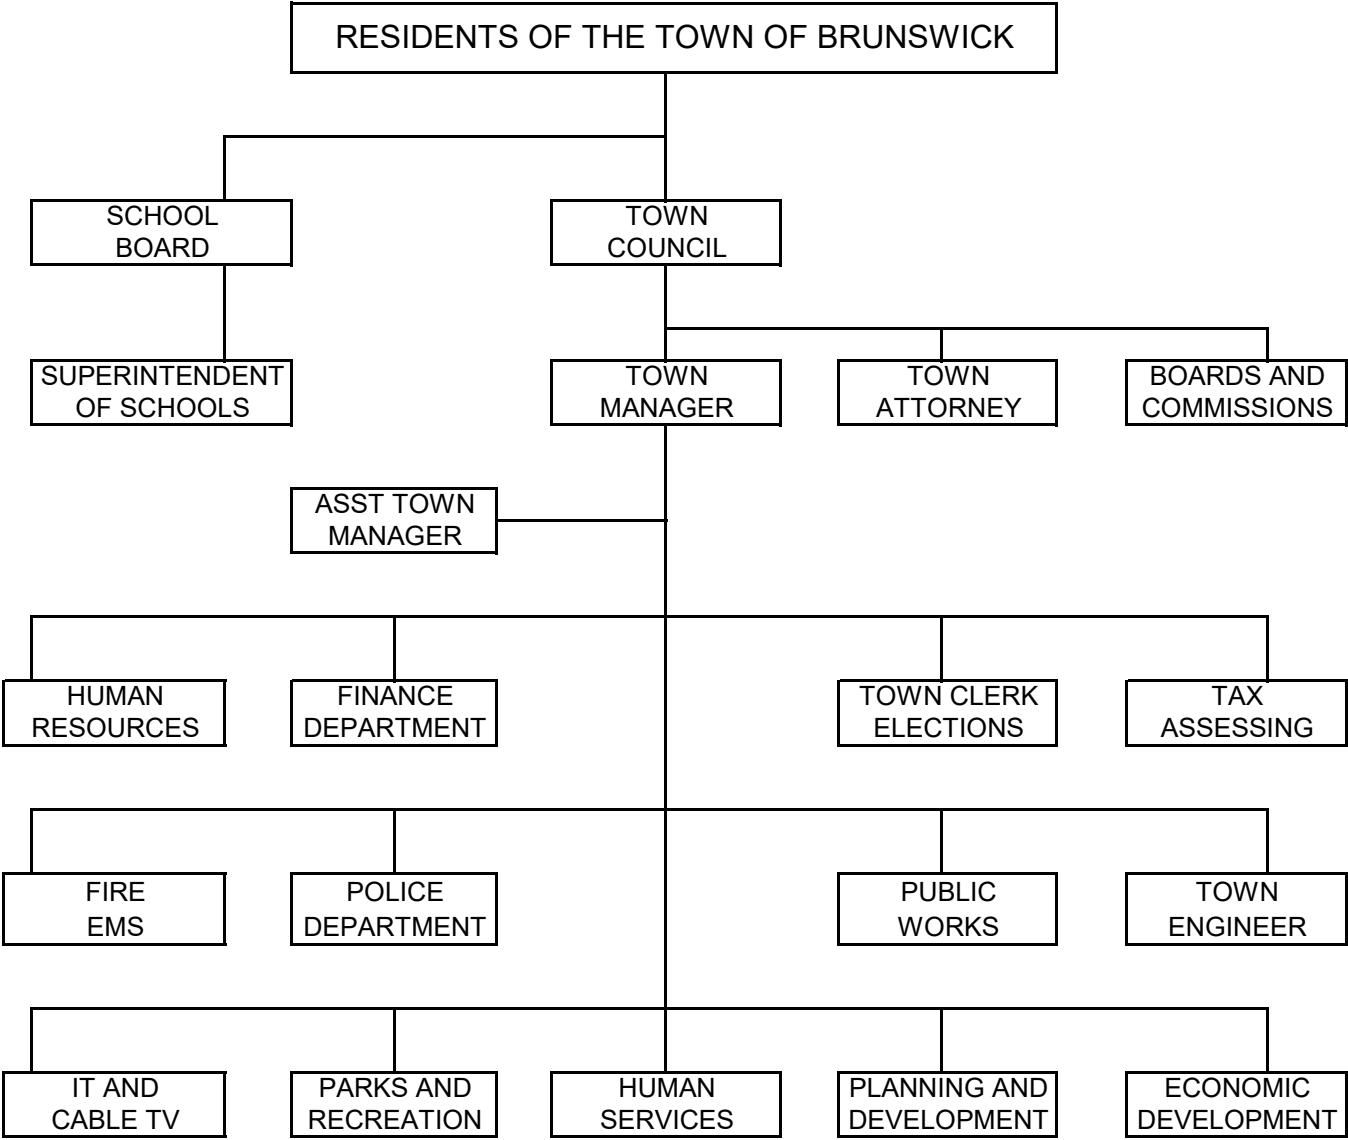 RESIDENTS OF THE TOWN OF BRUNSWICK
SCHOOL
BOARD
TOWN
COUNCIL
SUPERINTENDENT
OF SCHOOLS
TOWN
MANAGER
TOWN
ATTORNEY
BOARDS AND
COMMISSIONS
ASST TOWN
MANAGER
HUMAN
RESOURCES
FINANCE
DEPARTMENT
TOWN CLERK
ELECTIONS
TAX
ASSESSING
FIRE
EMS
POLICE
DEPARTMENT
PUBLIC
WORKS
TOWN
ENGINEER
IT AND
CABLE TV
PARKS AND
RECREATION
HUMAN
SERVICES
PLANNING AND
DEVELOPMENT
ECONOMIC
DEVELOPMENT